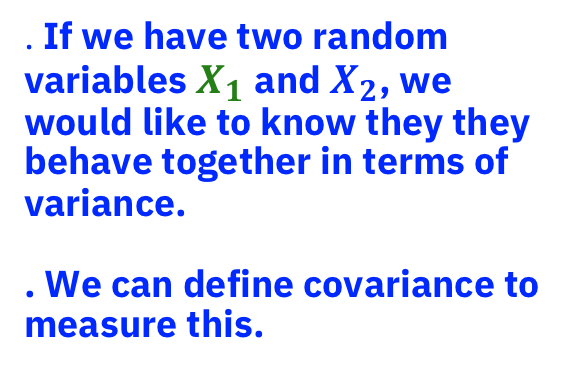 . If we have two random
variables X₁ and X₂, we
would like to know they they
behave together in terms of
variance.
. We can define covariance to
measure this.